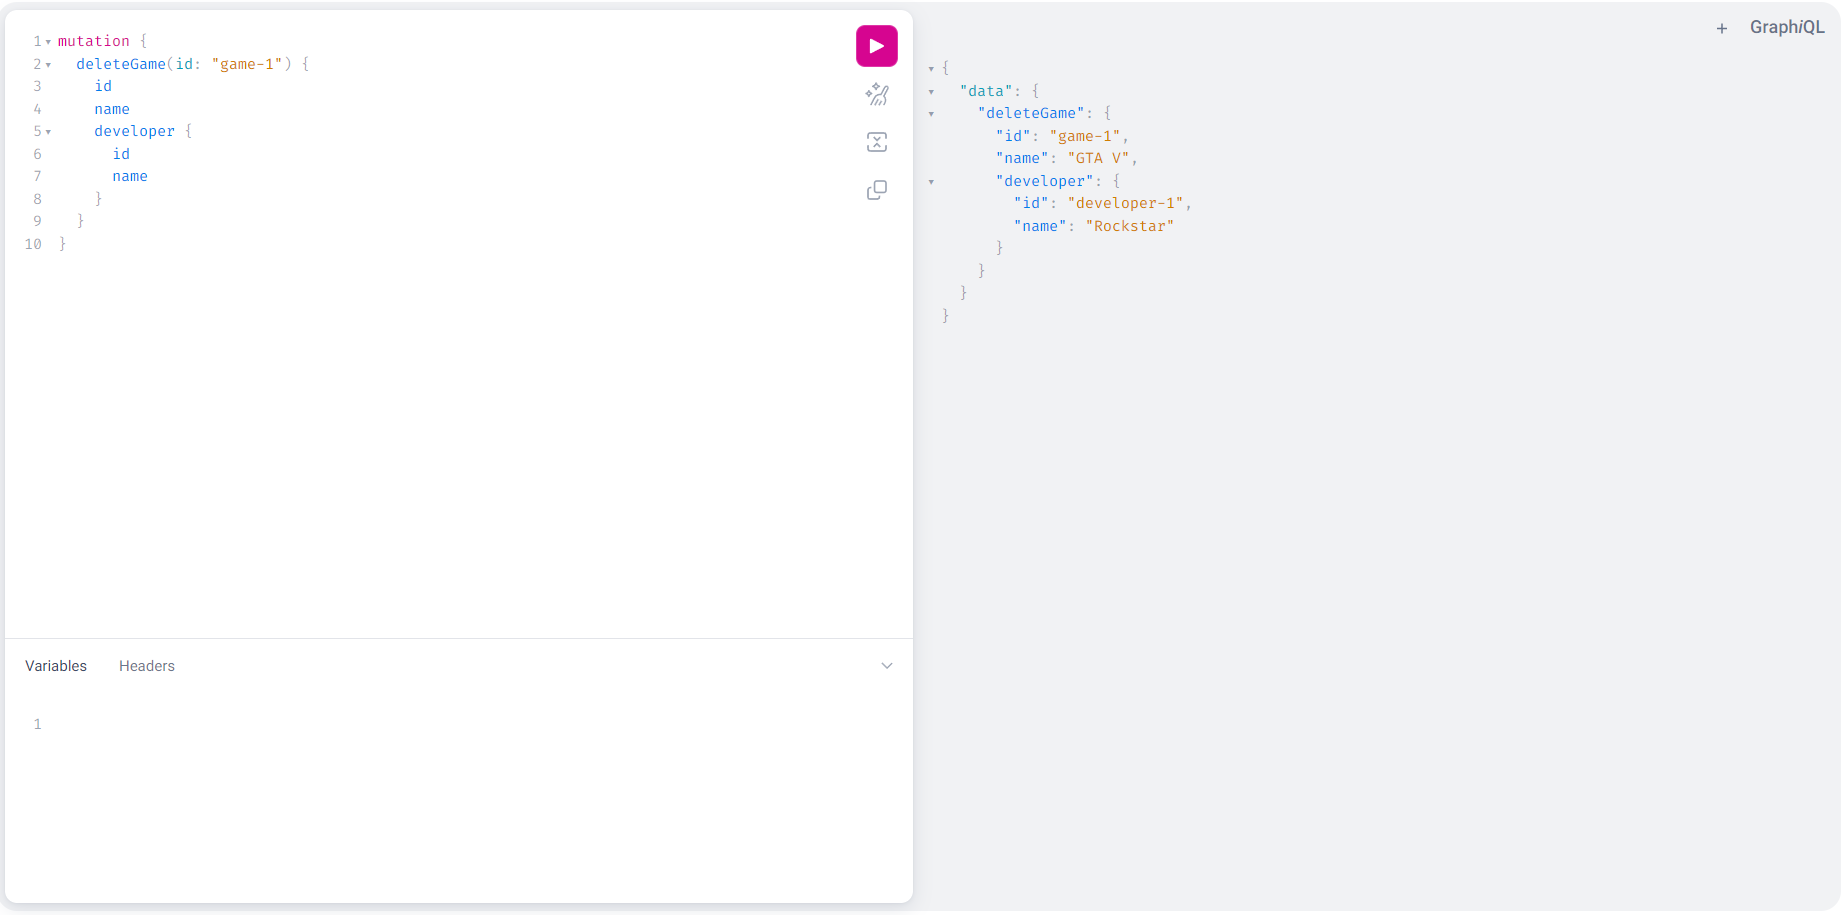 1 mutation {
2 deleteGame(id: "game-1") {
3 id
4 name
5 developer {
6 id
7 name
8 }
9 }
10 }
Variables Headers
1
+ GraphiQL
{
"data": {
"deleteGame": {
"id": "game-1",
"name": "GTA V",
"developer": {
"id": "developer-1",
"name": "Rockstar"
}
}
}
}